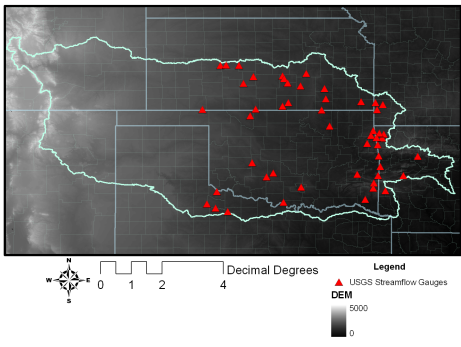 N
W E
S
Decimal Degrees
0 1 2 4
Legend
USGS Streamflow Gauges
DEM
5000
0